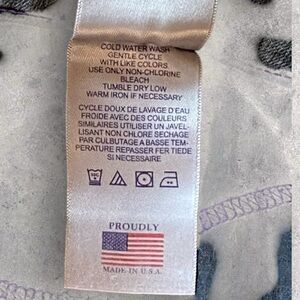 COLD WATER WASH
GENTLE CYCLE
WITH LIKE COLORS
USE ONLY NON-CHLORINE
BLEACH
TUMBLE DRY LOW
WARM IRON IF NECESSARY
CYCLE DOUX DE LAVAGE D'EAU
FROIDE AVEC DES COULEURS
SIMILAIRES UTILISER UN JAVEL-
LISANT NON CHLORE SECHAGE
PAR CULBUTAGE A BASSE TEM-
PERATURE REPASSER FER TIEDE
SI NECESSAIRE
PROUDLY
MADE IN U.S.A.